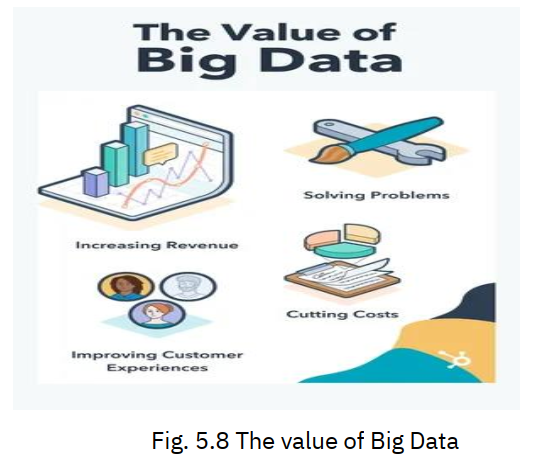 The Value of
Big Data
Increasing Revenue
Solving Problems
Improving Customer
Experiences
Cutting Costs
Fig. 5.8 The value of Big Data